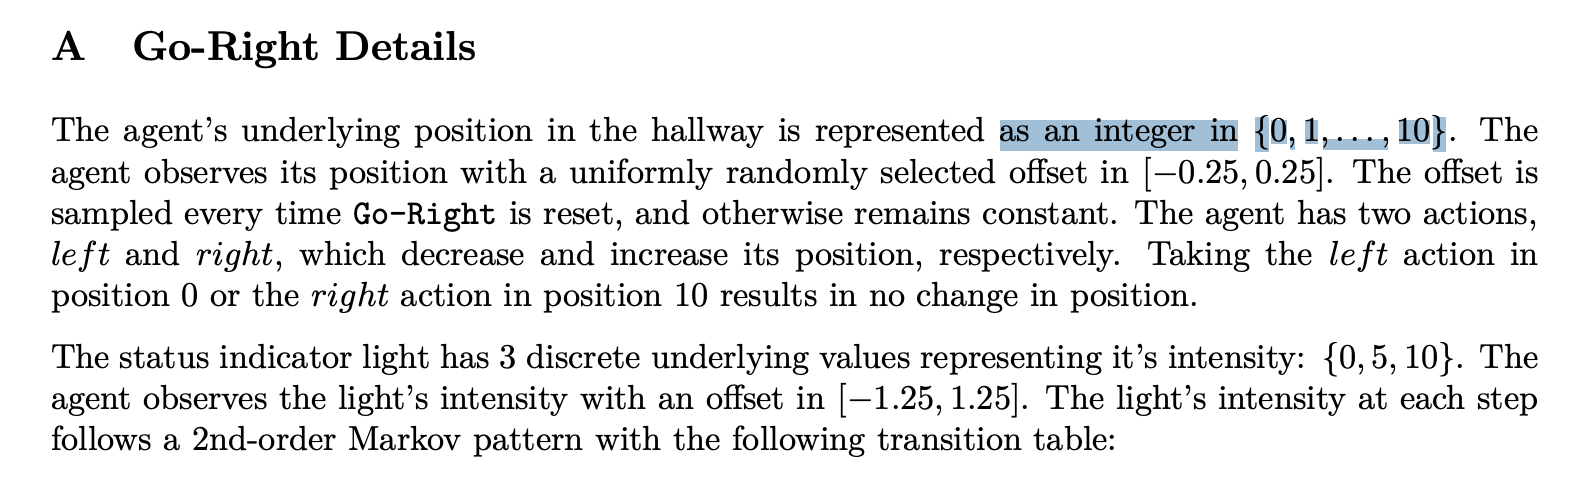 A Go-Right Details
The agent's underlying position in the hallway is represented as an integer in {0, 1, . . . , 10}. The
agent observes its position with a uniformly randomly selected offset in [−0.25, 0.25]. The offset is
sampled every time Go-Right is reset, and otherwise remains constant. The agent has two actions,
left and right, which decrease and increase its position, respectively. Taking the left action in
position 0 or the right action in position 10 results in no change in position.
The status indicator light has 3 discrete underlying values representing it's intensity: {0, 5, 10}. The
agent observes the light's intensity with an offset in [−1.25, 1.25]. The light's intensity at each step
follows a 2nd-order Markov pattern with the following transition table: